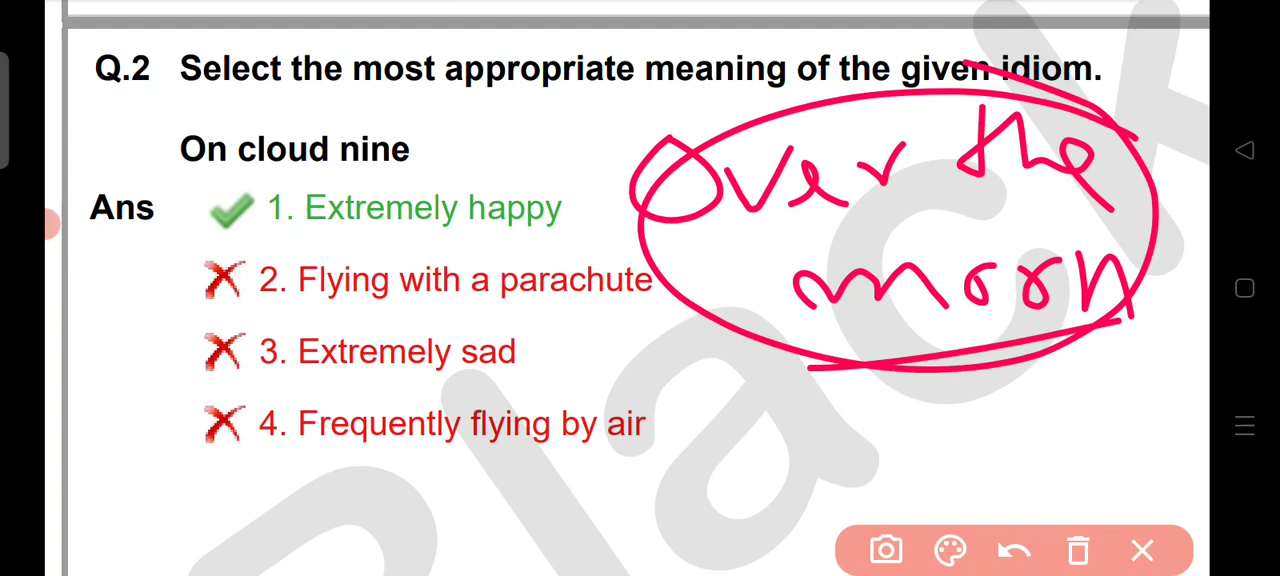 Q.2 Select the most appropriate meaning of the given idiom.
On cloud nine
Over the
moon
Ans 1. Extremely happy
2. Flying with a parachute
3. Extremely sad
4. Frequently flying by air
Black